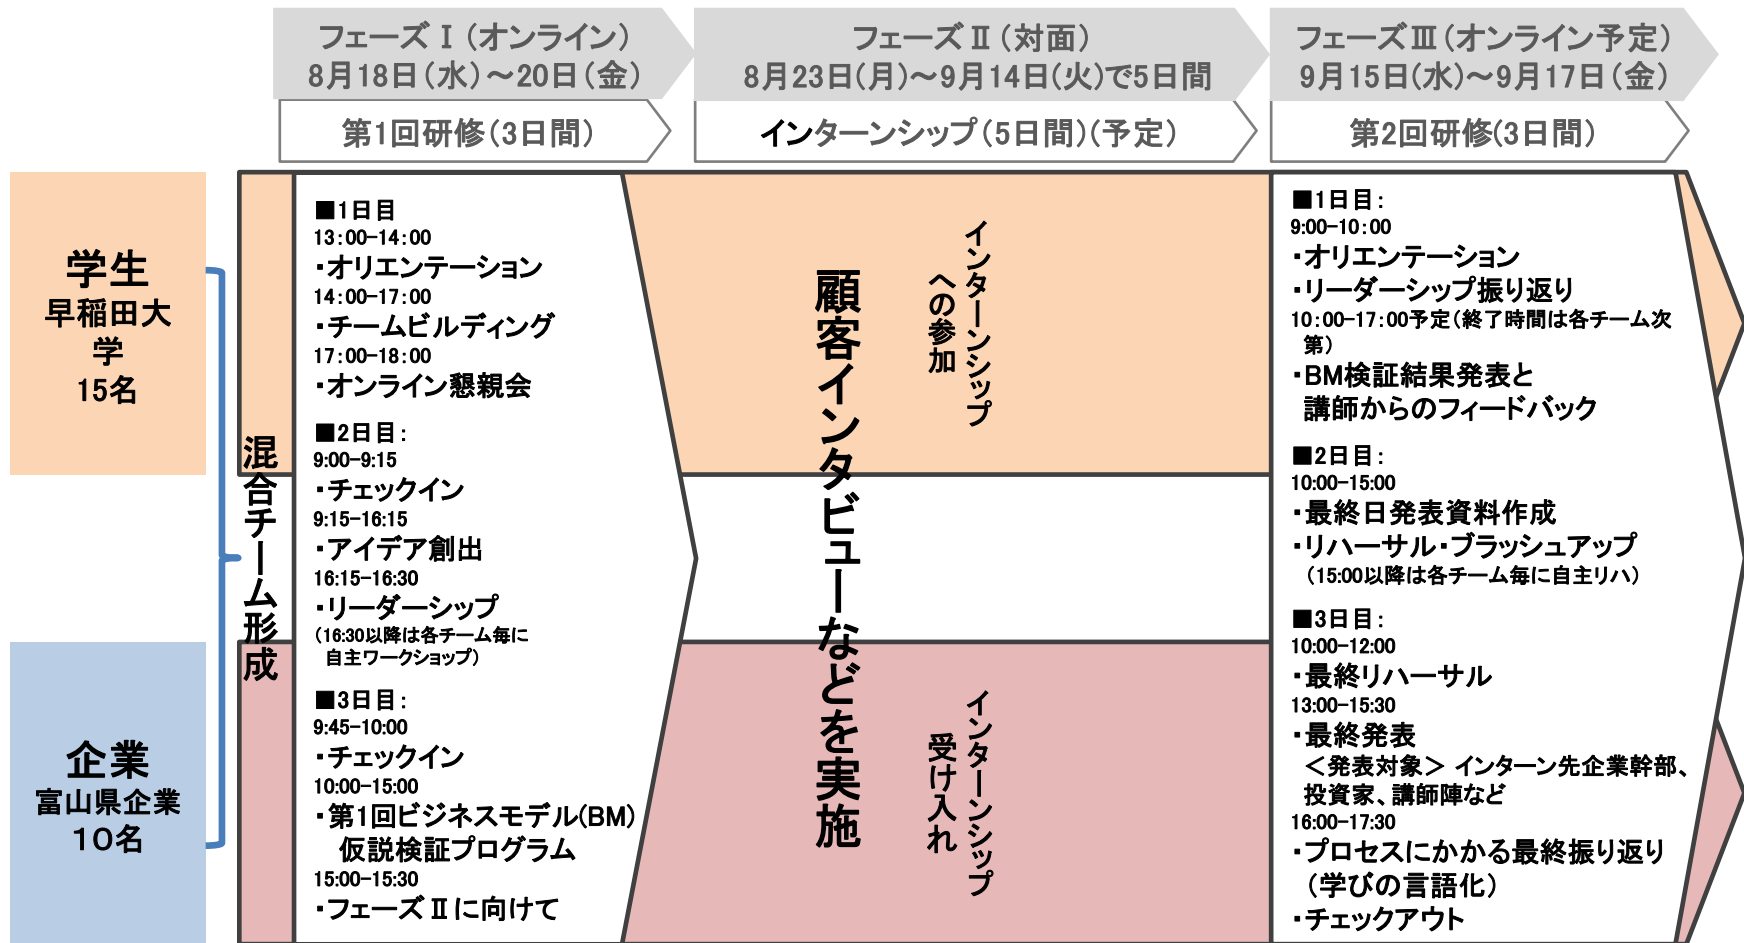 フェーズⅠ（オンライン）
8月18日（水）～20日（金）
フェーズⅡ（対面）
8月23日(月)～9月14日(火)で5日間
フェーズⅢ（オンライン予定）
9月15日(水)～9月17日（金）
第1回研修（3日間）
インターンシップ（5日間）(予定）
第2回研修(3日間）
学生
早稲田大
学
15名
企業
富山県企業
10名
混合チーム形成
■1日目
13：00-14：00
・オリエンテーション
14：00-17：00
・チームビルディング
17：00-18：00
・オンライン懇親会
■2日目：
9:00-9:15
・チェックイン
9:15-16:15
・アイデア創出
16:15-16:30
・リーダーシップ
（16:30以降は各チーム毎に
自主ワークショップ）
■3日目：
9:45-10:00
・チェックイン
10:00-15:00
・第1回ビジネスモデル(BM)
仮説検証プログラム
15:00-15:30
・フェーズⅡに向けて
顧客インタビューなどを実施
インターンシップ
への参加
インターンシップ
受け入れ
■1日目：
9:00-10：00
・オリエンテーション
・リーダーシップ振り返り
10：00-17：00予定（終了時間は各チーム次
第）
・BM検証結果発表と
講師からのフィードバック
■2日目：
10:00-15:00
・最終日発表資料作成
・リハーサル・ブラッシュアップ
（15:00以降は各チーム毎に自主リハ）
■3日目：
10:00-12:00
・最終リハーサル
13:00-15:30
・最終発表
＜発表対象＞ インターン先企業幹部、
投資家、講師陣など
16:00-17:30
・プロセスにかかる最終振り返り
（学びの言語化）
・チェックアウト